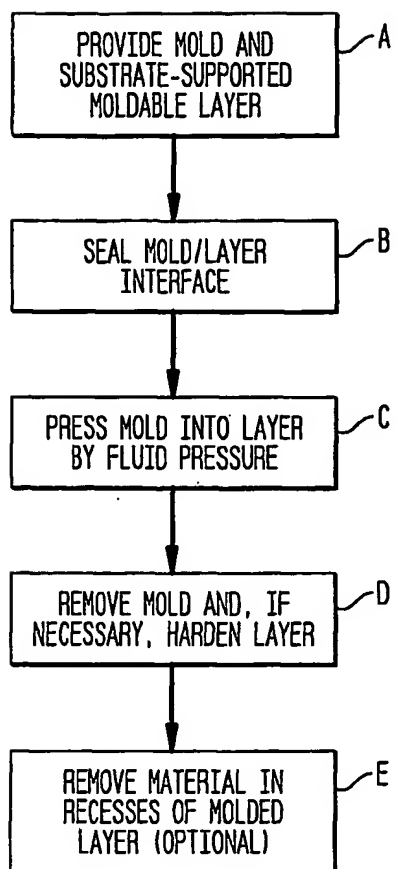 PROVIDE MOLD AND
SUBSTRATE-SUPPORTED
MOLDABLE LAYER
A
SEAL MOLD/LAYER
INTERFACE
B
PRESS MOLD INTO LAYER
BY FLUID PRESSURE
C
REMOVE MOLD AND, IF
NECESSARY, HARDEN LAYER
D
REMOVE MATERIAL IN
RECESSES OF MOLDED
LAYER (OPTIONAL)
E